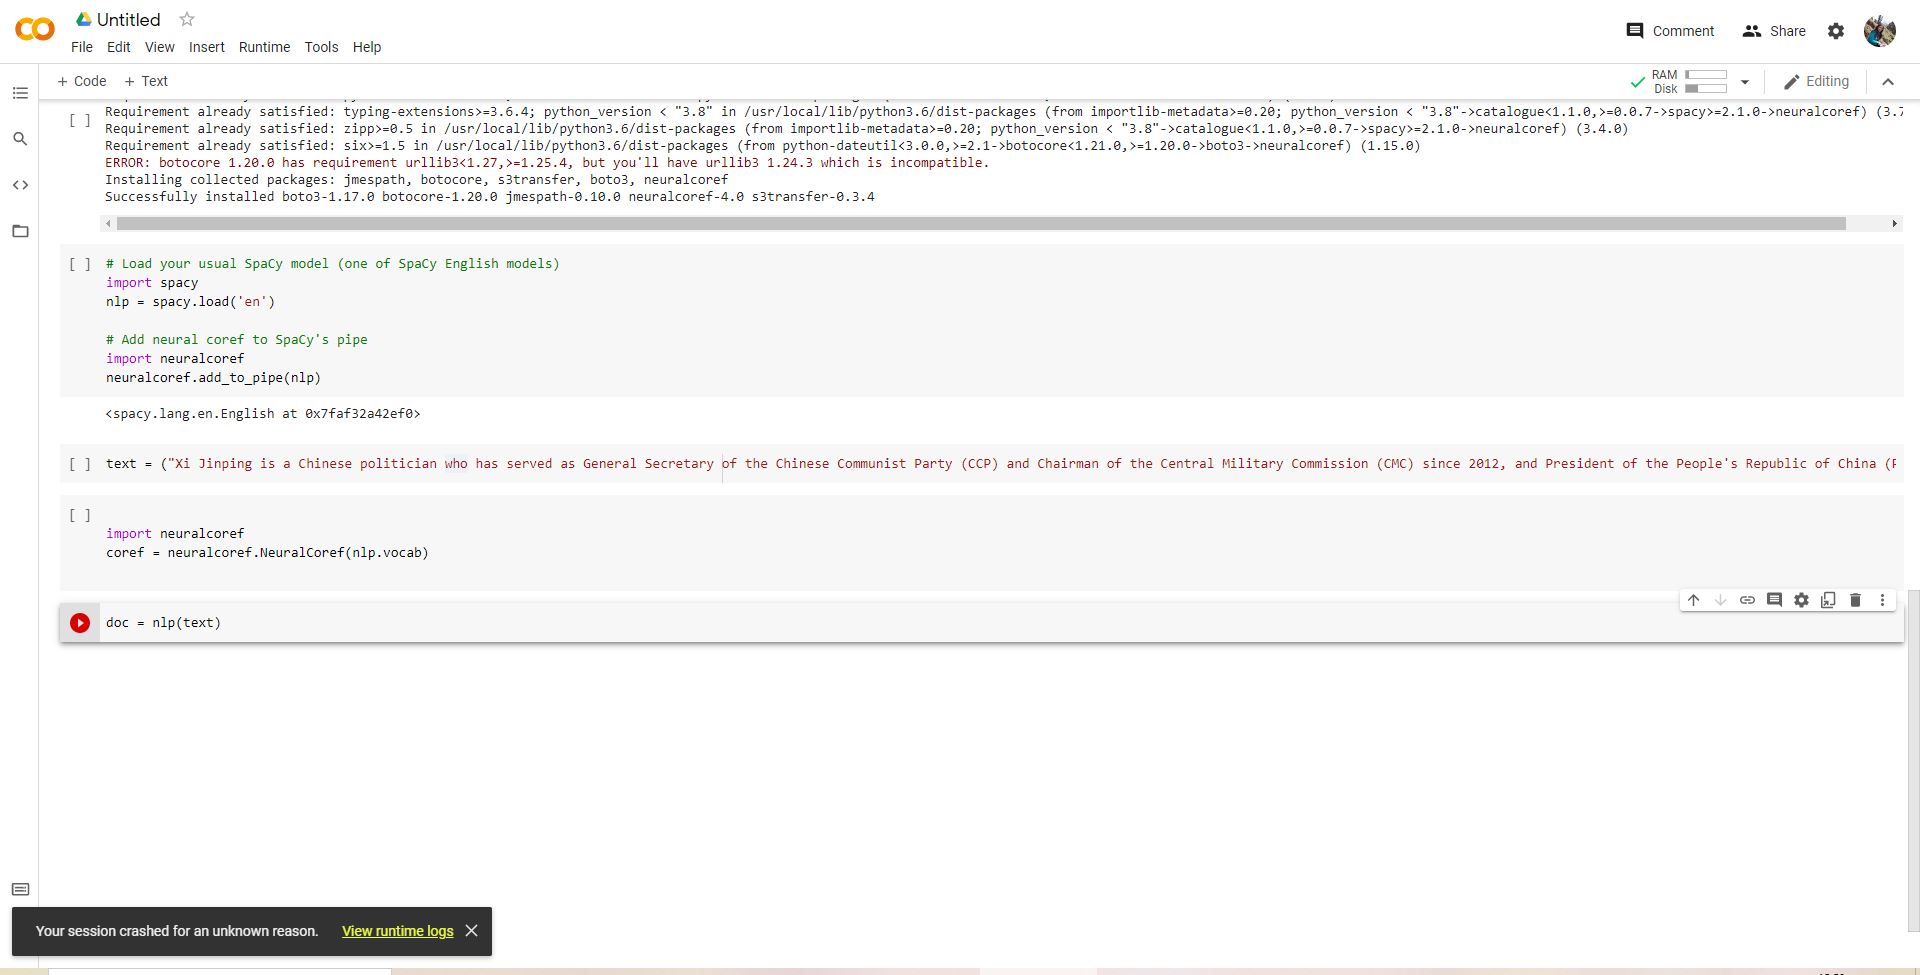 Untitled
File Edit View Insert Runtime Tools Help
Comment Share
+ Code + Text
RAM
Disk
Editing
[ ]
Requirement already satisfied: typing-extensions>=3.6.4; python_version < "3.8" in /usr/local/lib/python3.6/dist-packages (from importlib-metadata>=0.20; python_version < "3.8"->catalogue<1.1.0,>=0.0.7->spacy>=2.1.0->neuralcoref) (3.7
Requirement already satisfied: zipp>=0.5 in /usr/local/lib/python3.6/dist-packages (from importlib-metadata>=0.20; python_version < "3.8"->catalogue<1.1.0,>=0.0.7->spacy>=2.1.0->neuralcoref) (3.4.0)
Requirement already satisfied: six>=1.5 in /usr/local/lib/python3.6/dist-packages (from python-dateutil<3.0.0,>=2.1->botocore<1.21.0,>=1.20.0->boto3->neuralcoref) (1.15.0)
ERROR: botocore 1.20.0 has requirement urllib3<1.27,>=1.25.4, but you'll have urllib3 1.24.3 which is incompatible.
Installing collected packages: jmespath, botocore, s3transfer, boto3, neuralcoref
Successfully installed boto3-1.17.0 botocore-1.20.0 jmespath-0.10.0 neuralcoref-4.0 s3transfer-0.3.4
[ ] # Load your usual SpaCy model (one of SpaCy English models)
import spacy
nlp = spacy.load('en')
# Add neural coref to SpaCy's pipe
import neuralcoref
neuralcoref.add_to_pipe(nlp)
<spacy.lang.en.English at 0x7faf32a42ef0>
[ ] text = ("Xi Jinping is a Chinese politician who has served as General Secretary of the Chinese Communist Party (CCP) and Chairman of the Central Military Commission (CMC) since 2012, and President of the People's Republic of China (P
[ ]
import neuralcoref
coref = neuralcoref.NeuralCoref(nlp.vocab)
doc = nlp(text)
Your session crashed for an unknown reason. View runtime logs